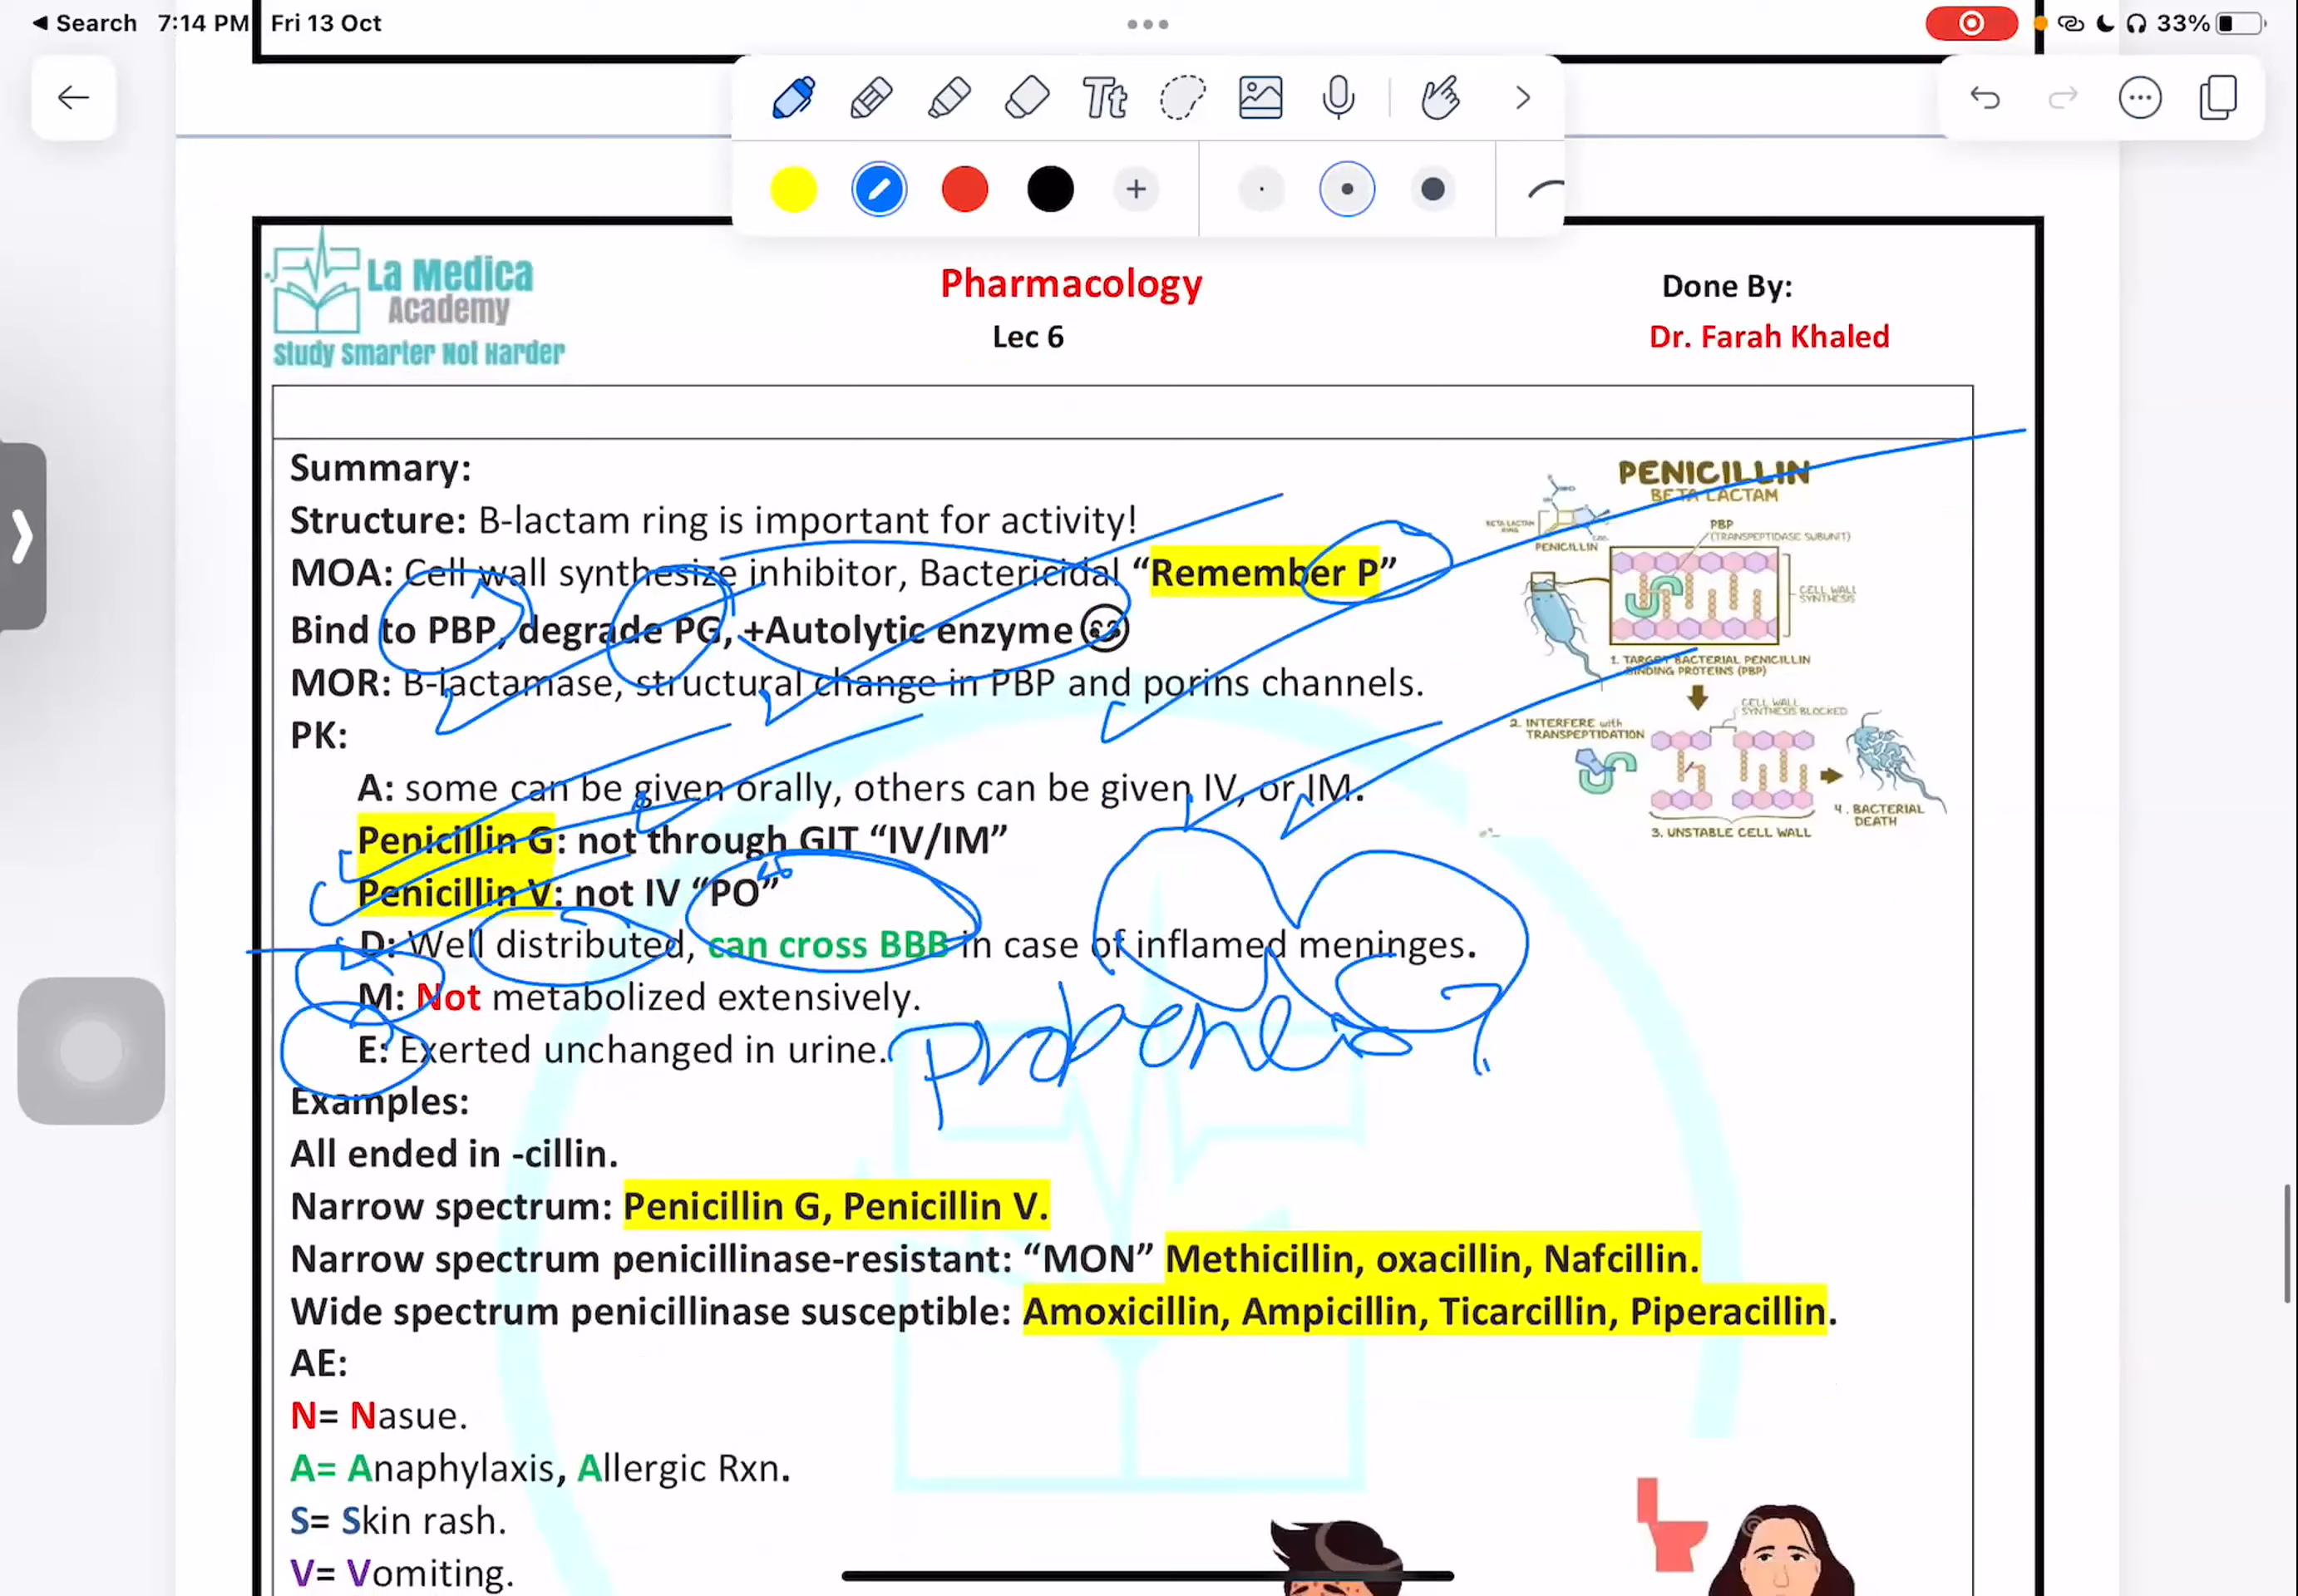 Search 7:14 PM Fri 13 Oct
33%
Tt
La Medica
Academy
Study Smarter Not Harder
Pharmacology
Lec 6
Done By:
Dr. Farah Khaled
Summary:
Structure: B-lactam ring is important for activity!
MOA: Cell wall synthesize inhibitor, Bactericidal “Remember P”
Bind to PBP, degrade PG, +Autolytic enzyme
MOR: B-lactamase, structural change in PBP and porins channels.
PK:
A: some can be given orally, others can be given IV, or IM.
Penicillin G: not through GIT “IV/IM”
Penicillin V: not IV “PO”
D: Well distributed, can cross BBB in case of inflamed meninges.
M: Not metabolized extensively.
E: Exerted unchanged in urine.
Examples:
All ended in -cillin.
Narrow spectrum: Penicillin G, Penicillin V.
Narrow spectrum penicillinase-resistant: “MON” Methicillin, oxacillin, Nafcillin.
Wide spectrum penicillinase susceptible: Amoxicillin, Ampicillin, Ticarcillin, Piperacillin.
AE:
N= Nasue.
A= Anaphylaxis, Allergic Rxn.
S= Skin rash.
V= Vomiting.
PENICILLIN
BETA LACTAM
BETA LACTAM
RING
PENICILLIN
PBP
(TRANSPEPTIDASE SUBUNIT)
CELL WALL
SYNTHESIS
1. TARGET BACTERIAL PENICILLIN
BINDING PROTEINS (PBP)
CELL WALL
SYNTHESIS BLOCKED
2. INTERFERE with
TRANSPEPTIDATION
3. UNSTABLE CELL WALL
4. BACTERIAL
DEATH